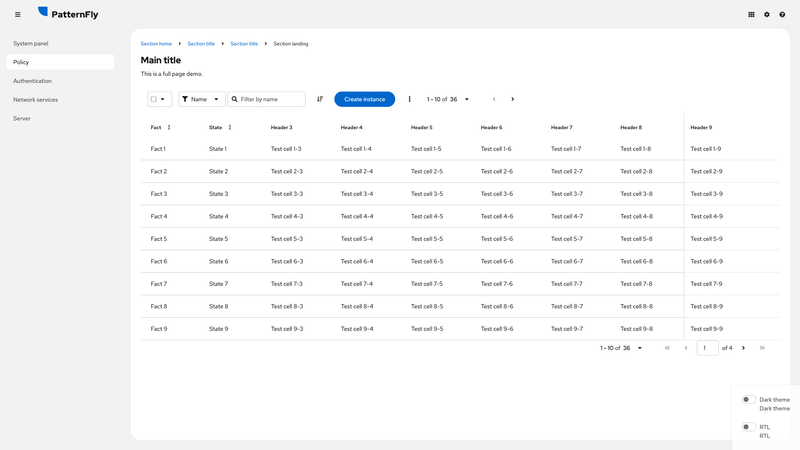 PatternFly
System panel
Policy
Authentication
Network services
Server
Section home > Section title > Section title > Section landing
Main title
This is a full page demo.
Name
Filter by name
Create instance
1 - 10 of 36
Fact State Header 3 Header 4 Header 5 Header 6 Header 7 Header 8 Header 9
Fact 1 State 1 Test cell 1-3 Test cell 1-4 Test cell 1-5 Test cell 1-6 Test cell 1-7 Test cell 1-8 Test cell 1-9
Fact 2 State 2 Test cell 2-3 Test cell 2-4 Test cell 2-5 Test cell 2-6 Test cell 2-7 Test cell 2-8 Test cell 2-9
Fact 3 State 3 Test cell 3-3 Test cell 3-4 Test cell 3-5 Test cell 3-6 Test cell 3-7 Test cell 3-8 Test cell 3-9
Fact 4 State 4 Test cell 4-3 Test cell 4-4 Test cell 4-5 Test cell 4-6 Test cell 4-7 Test cell 4-8 Test cell 4-9
Fact 5 State 5 Test cell 5-3 Test cell 5-4 Test cell 5-5 Test cell 5-6 Test cell 5-7 Test cell 5-8 Test cell 5-9
Fact 6 State 6 Test cell 6-3 Test cell 6-4 Test cell 6-5 Test cell 6-6 Test cell 6-7 Test cell 6-8 Test cell 6-9
Fact 7 State 7 Test cell 7-3 Test cell 7-4 Test cell 7-5 Test cell 7-6 Test cell 7-7 Test cell 7-8 Test cell 7-9
Fact 8 State 8 Test cell 8-3 Test cell 8-4 Test cell 8-5 Test cell 8-6 Test cell 8-7 Test cell 8-8 Test cell 8-9
Fact 9 State 9 Test cell 9-3 Test cell 9-4 Test cell 9-5 Test cell 9-6 Test cell 9-7 Test cell 9-8 Test cell 9-9
1 - 10 of 36 1 of 4
Dark theme
Dark theme
RTL
RTL